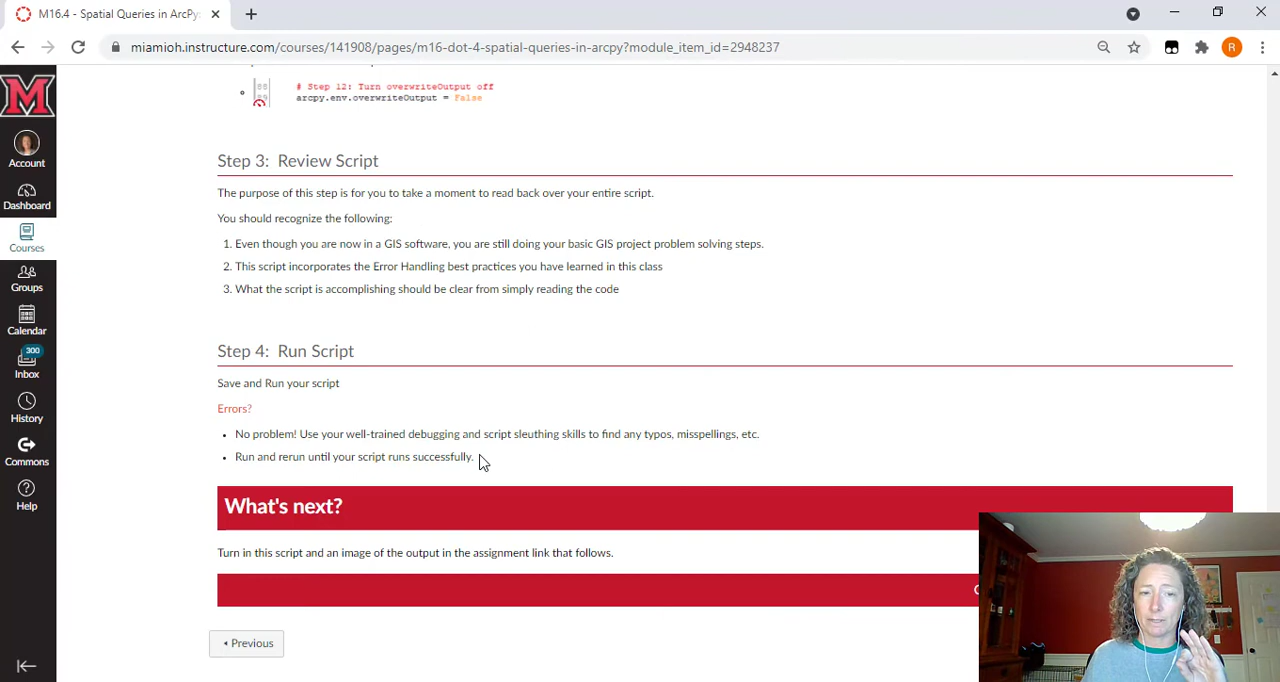 M16.4 - Spatial Queries in ArcPy:
miamioh.instructure.com/courses/141908/pages/m16-dot-4-spatial-queries-in-arcpy?module_item_id=2948237
R
M
Account
Dashboard
Courses
Groups
Calendar
300
Inbox
History
Commons
Help
# Step 12: Turn overwriteOutput off
arcpy.env.overwriteOutput = False
Step 3: Review Script
The purpose of this step is for you to take a moment to read back over your entire script.
You should recognize the following:
1. Even though you are now in a GIS software, you are still doing your basic GIS project problem solving steps.
2. This script incorporates the Error Handling best practices you have learned in this class
3. What the script is accomplishing should be clear from simply reading the code
Step 4: Run Script
Save and Run your script
Errors?
• No problem! Use your well-trained debugging and script sleuthing skills to find any typos, misspellings, etc.
• Run and rerun until your script runs successfully.
What's next?
Turn in this script and an image of the output in the assignment link that follows.
Previous